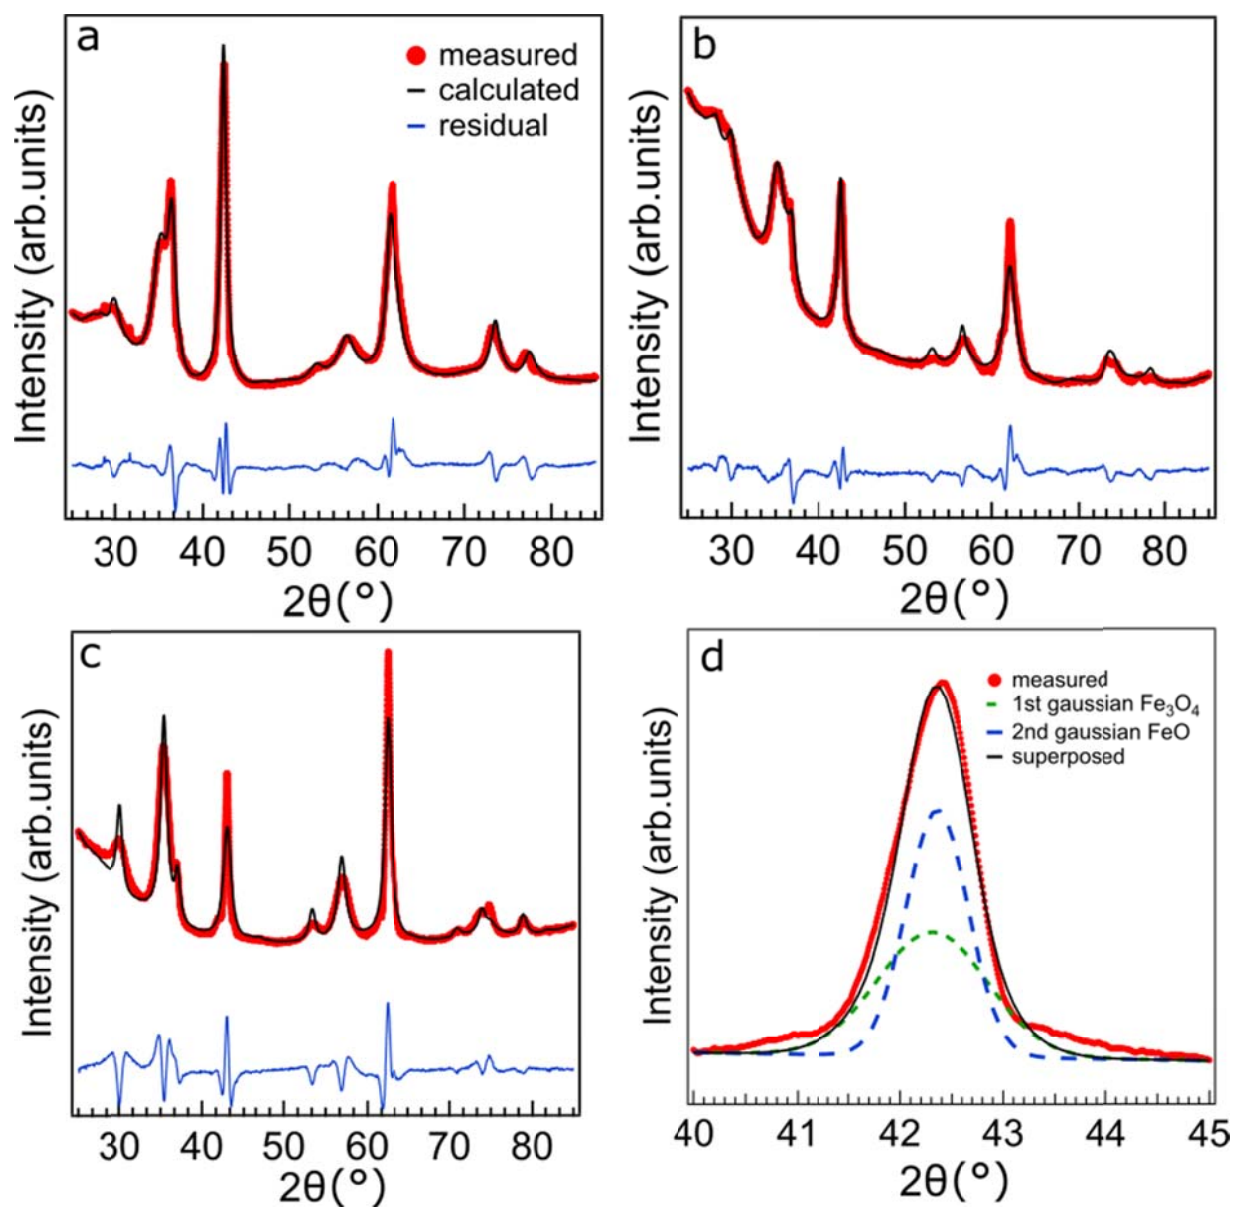 a
measured
calculated
residual
Intensity (arb.units)
30 40 50 60 70 80
2θ(°)
b
Intensity (arb.units)
30 40 50 60 70 80
2θ(°)
c
Intensity (arb.units)
30 40 50 60 70 80
2θ(°)
d
measured
1st gaussian Fe₃O₄
2nd gaussian FeO
superposed
Intensity (arb.units)
40 41 42 43 44 45
2θ(°)